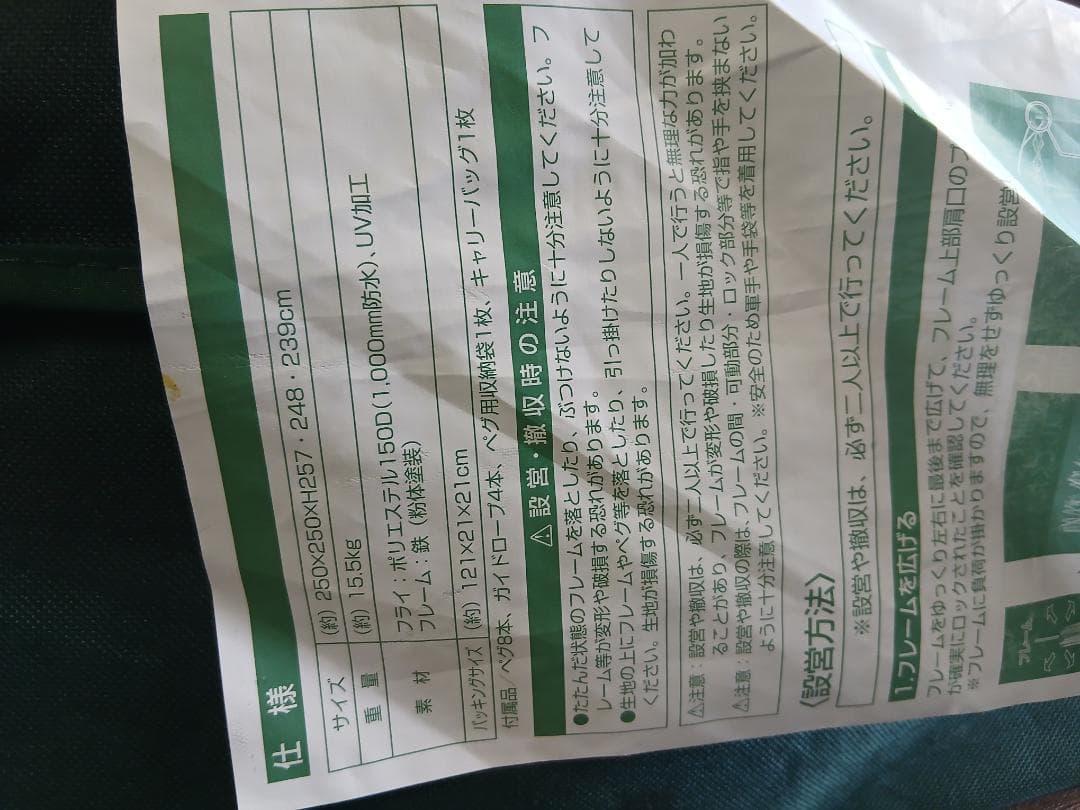 仕様
サイズ (約) 250×250×H257・248・239cm
重量 (約) 15.5kg
素材 フライ：ポリエステル150D(1,000mm防水)、UV加工
フレーム：鉄（粉体塗装）
パッキングサイズ (約) 121×21×21cm
付属品／ペグ8本、ガイドロープ4本、ペグ用収納袋1枚、キャリーバッグ1枚
⚠設営・撤収時の注意
●たたんだ状態のフレームを落としたり、ぶつけないように十分注意してください。フ
レーム等が変形や破損する恐れがあります。
●生地の上にフレームやペグ等を落としたり、引っ掛けたりしないように十分注意して
ください。生地が損傷する恐れがあります。
⚠注意：設営や撤収は、必ず二人以上で行ってください。一人で行うと無理な力が加わ
ることがあり、フレームが変形や破損したり生地が損傷する恐れがあります。
⚠注意：設営や撤収の際は、フレームの間・可動部分・ロック部分等で指や手を挟まない
ように十分注意してください。※安全のため軍手や手袋等を着用してください。
〈設営方法〉
※設営や撤収は、必ず二人以上で行ってください。
1.フレームを広げる
フレームをゆっくり左右に最後まで広げて、フレーム上部肩口の
が確実にロックされたことを確認してください。
※フレームに負荷が掛かりますので、無理をせずゆっくり設営
フレーム